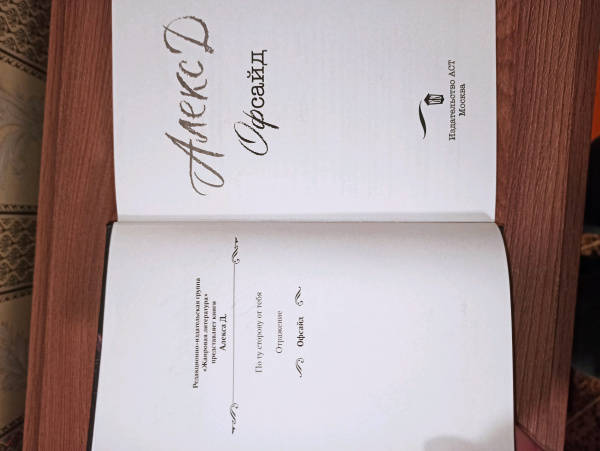 Редакционно-издательская группа
«Жанровая литература»
представляет книги
Алекса Д.
По ту сторону от тебя
Отражение
Офсайд
Алекс Д
Офсайд
Издательство АСТ
Москва